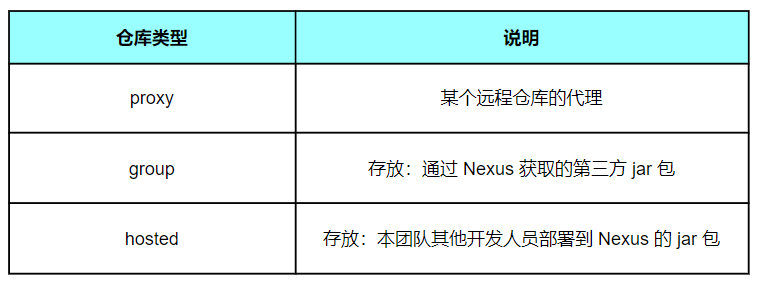 仓库类型 说明
proxy 某个远程仓库的代理
group 存放：通过 Nexus 获取的第三方 jar 包
hosted 存放：本团队其他开发人员部署到 Nexus 的 jar 包